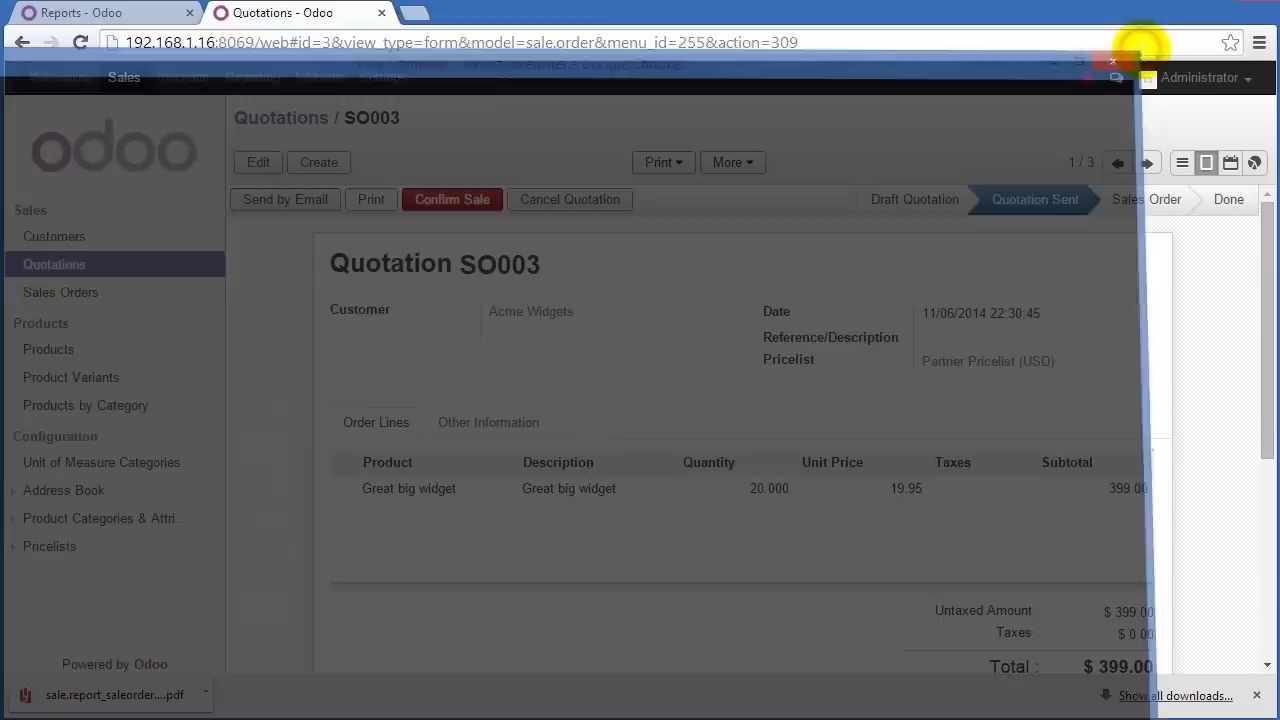 Reports - Odoo
Quotations - Odoo
192.168.1.16:8069/web#id=3&view_type=form&model=sale.order&menu_id=255&action=309
Sales
Administrator
odoo
Quotations / SO003
Edit
Create
Print
More
1 / 3
Send by Email
Print
Confirm Sale
Cancel Quotation
Draft Quotation
Quotation Sent
Sales Order
Done
Sales
Customers
Quotations
Sales Orders
Products
Products
Product Variants
Products by Category
Configuration
Unit of Measure Categories
Address Book
Product Categories & Attri...
Pricelists
Powered by Odoo
Quotation SO003
Customer
Acme Widgets
Date
11/06/2014 22:30:45
Reference/Description
Pricelist
Partner Pricelist (USD)
Order Lines
Other Information
Product Description Quantity Unit Price Taxes Subtotal
Great big widget Great big widget 20.000 19.95 399.00
Untaxed Amount $ 399.00
Taxes $ 0.00
Total : $ 399.00
sale.report_saleorder....pdf
Show all downloads...